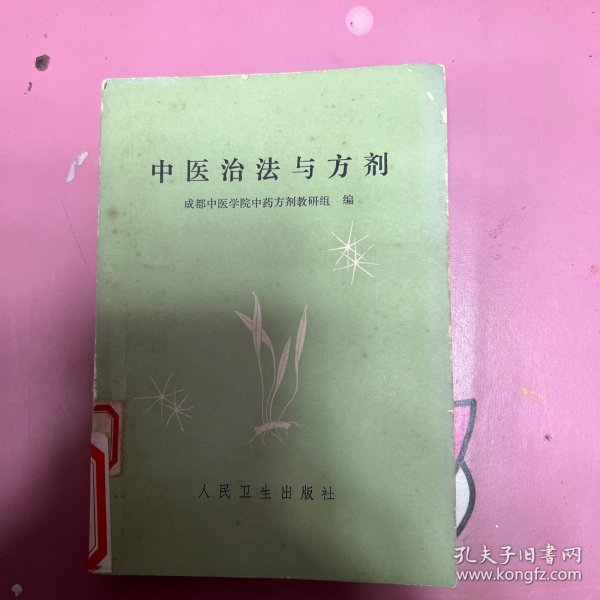 中医治法与方剂
成都中医学院中药方剂教研组 编
人民卫生出版社
孔夫子旧书网
www.kongfz.com